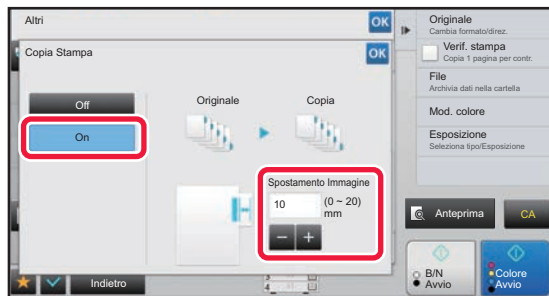 Altri
OK
Copia Stampa
OK
Off
On
Originale
Copia
Spostamento Immagine
10
(0 ~ 20)
mm
Indietro
Originale
Cambia formato/direz.
Verif. stampa
Copia 1 pagina per contr.
File
Archivia dati nella cartella
Mod. colore
Esposizione
Seleziona tipo/Esposizione
Anteprima
CA
B/N
Avvio
Colore
Avvio